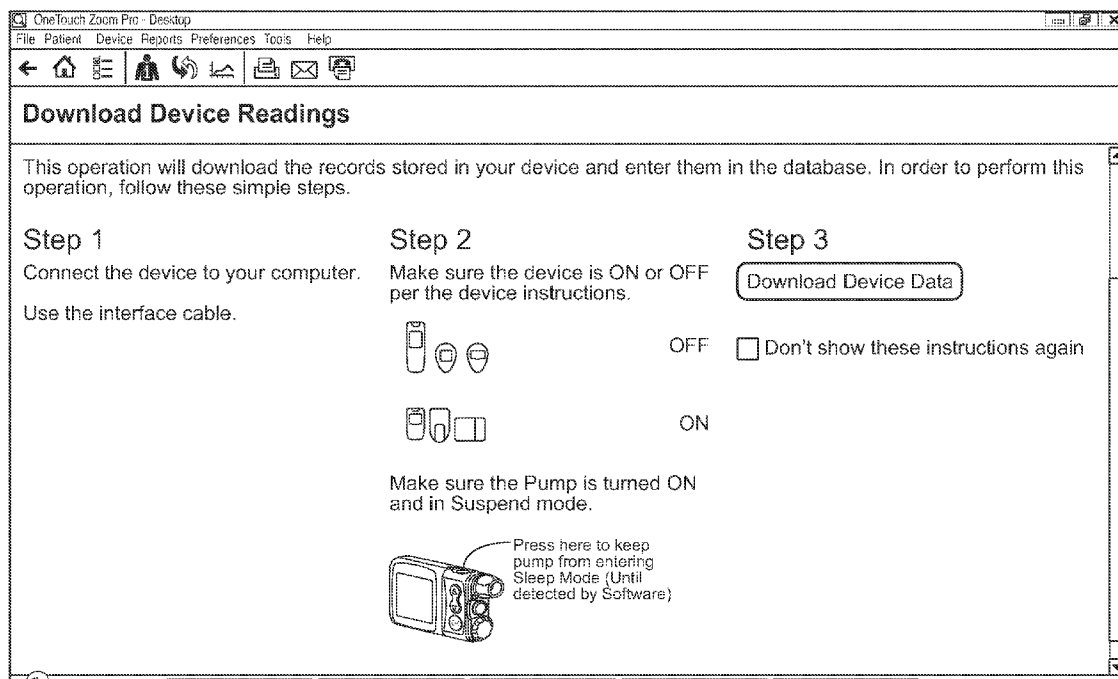 OneTouch Zoom Pro - Desktop
File Patient Device Reports Preferences Tools Help
Download Device Readings
This operation will download the records stored in your device and enter them in the database. In order to perform this
operation, follow these simple steps.
Step 1
Connect the device to your computer.
Use the interface cable.
Step 2
Make sure the device is ON or OFF
per the device instructions.
OFF
ON
Make sure the Pump is turned ON
and in Suspend mode.
Press here to keep
pump from entering
Sleep Mode (Until
detected by Software)
Step 3
Download Device Data
Don't show these instructions again